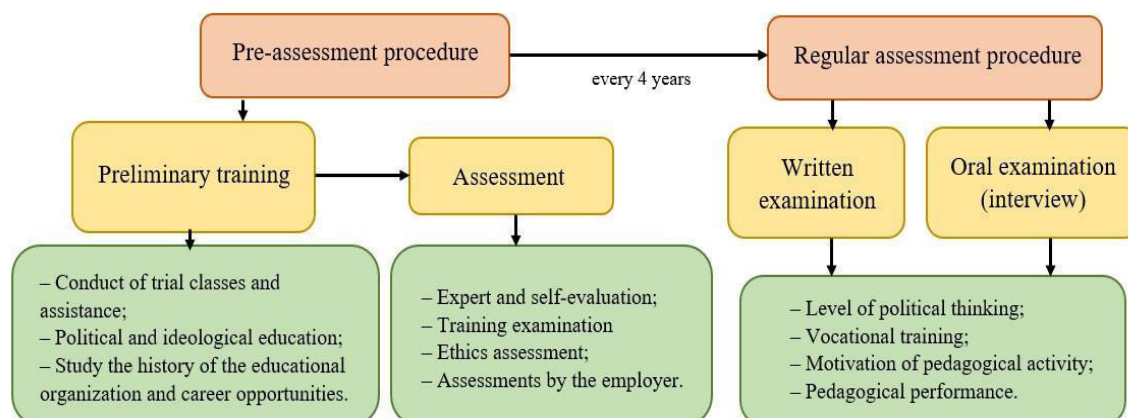 Pre-assessment procedure
every 4 years
Regular assessment procedure
Preliminary training
Assessment
Written
examination
Oral examination
(interview)
– Conduct of trial classes and
assistance;
– Political and ideological education;
– Study the history of the educational
organization and career opportunities.
– Expert and self-evaluation;
– Training examination
– Ethics assessment;
– Assessments by the employer.
– Level of political thinking;
– Vocational training;
– Motivation of pedagogical activity;
– Pedagogical performance.